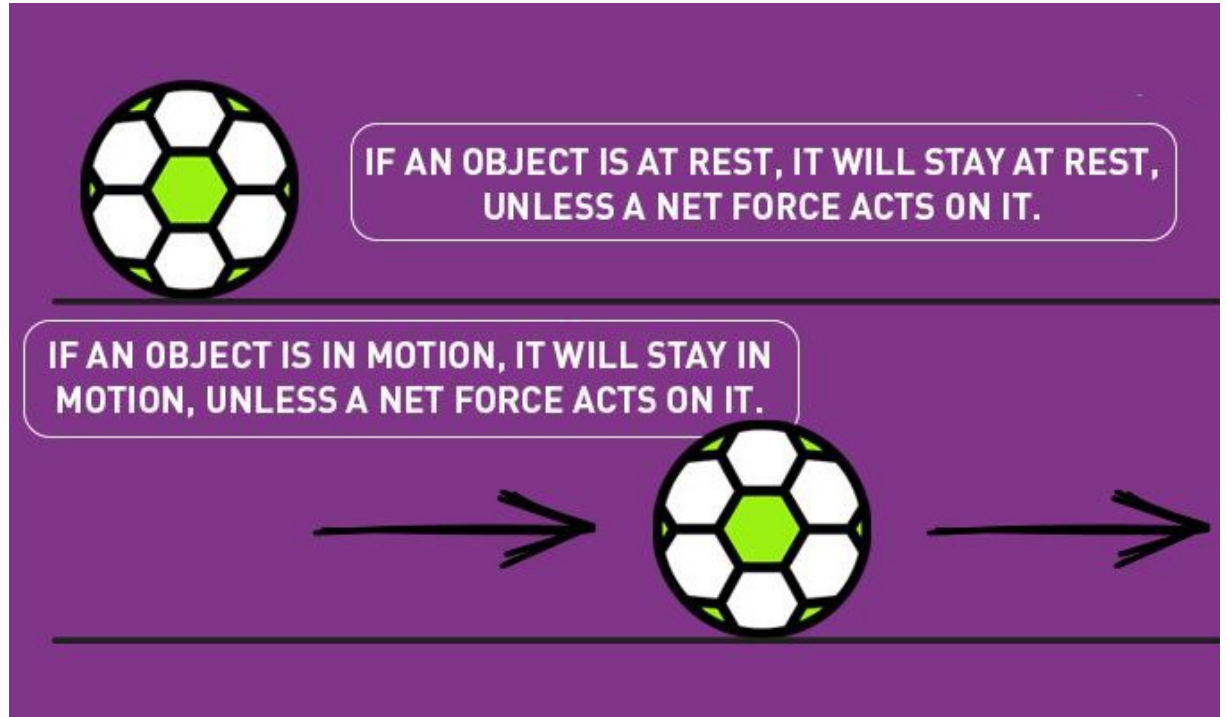 IF AN OBJECT IS AT REST, IT WILL STAY AT REST,
UNLESS A NET FORCE ACTS ON IT.
IF AN OBJECT IS IN MOTION, IT WILL STAY IN
MOTION, UNLESS A NET FORCE ACTS ON IT.